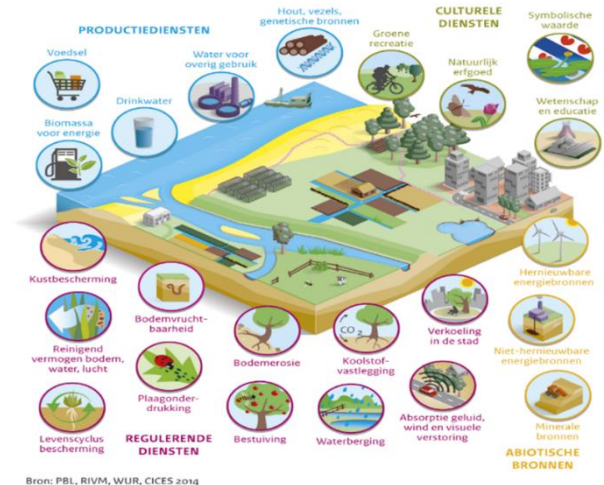 PRODUCTIEDIENSTEN
Voedsel
Drinkwater
Biomassa
voor energie
Water voor
overig gebruik
Hout, vezels,
genetische bronnen
CULTURELE
DIENSTEN
Groene
recreatie
Natuurlijk
erfgoed
Symbolische
waarde
Wetenschap
en educatie
Kustbescherming
Reinigend
vermogen bodem,
water, lucht
Levenscyclus
bescherming
Bodemvrucht-
baarheid
Plaagonder-
drukking
REGULERENDE
DIENSTEN
Bodemerosie
Bestuiving
CO2
Koolstof-
vastlegging
Waterberging
Verkoeling
in de stad
Absorptie geluid,
wind en visuele
verstoring
Hernieuwbare
energiebronnen
Niet-hernieuwbare
energiebronnen
Minerale
bronnen
ABIOTISCHE
BRONNEN
Bron: PBL, RIVM, WUR, CICES 2014